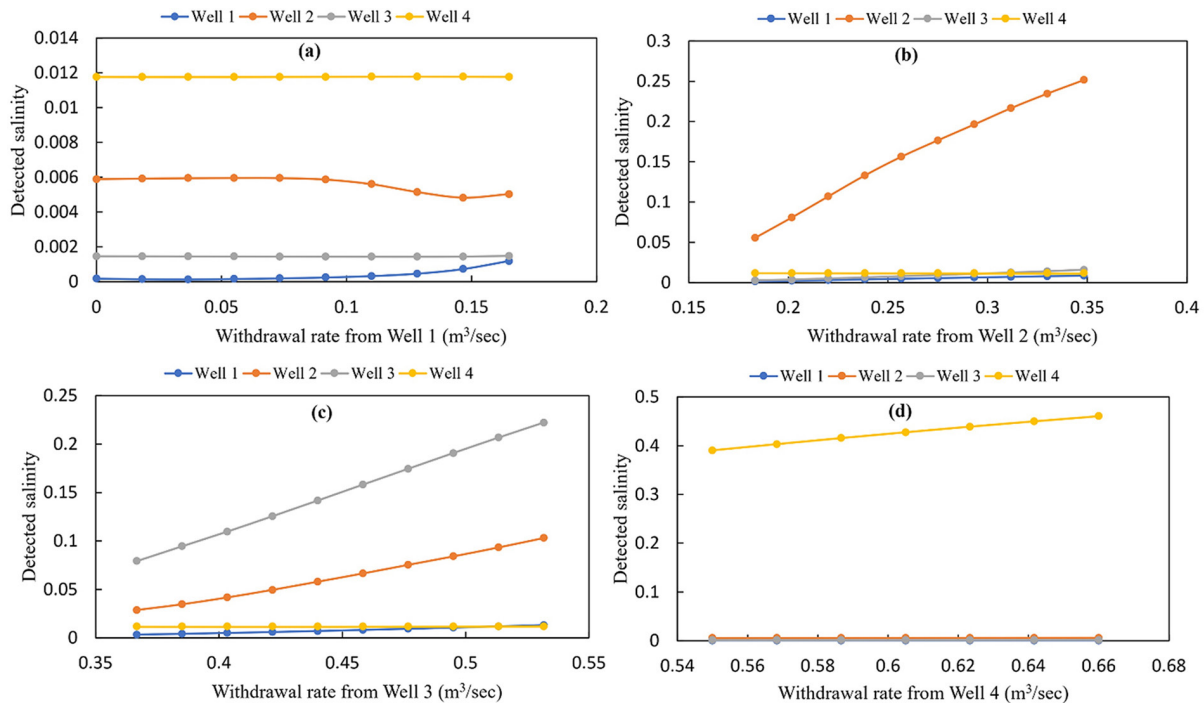 Well 1 Well 2 Well 3 Well 4
(a)
Detected salinity
0.014
0.012
0.01
0.008
0.006
0.004
0.002
0
0 0.05 0.1 0.15 0.2
Withdrawal rate from Well 1 (m³/sec)
Well 1 Well 2 Well 3 Well 4
(b)
Detected salinity
0.3
0.25
0.2
0.15
0.1
0.05
0
0.15 0.2 0.25 0.3 0.35 0.4
Withdrawal rate from Well 2 (m³/sec)
Well 1 Well 2 Well 3 Well 4
(c)
Detected salinity
0.25
0.2
0.15
0.1
0.05
0
0.35 0.4 0.45 0.5 0.55
Withdrawal rate from Well 3 (m³/sec)
Well 1 Well 2 Well 3 Well 4
(d)
Detected salinity
0.5
0.4
0.3
0.2
0.1
0
0.54 0.56 0.58 0.6 0.62 0.64 0.66 0.68
Withdrawal rate from Well 4 (m³/sec)